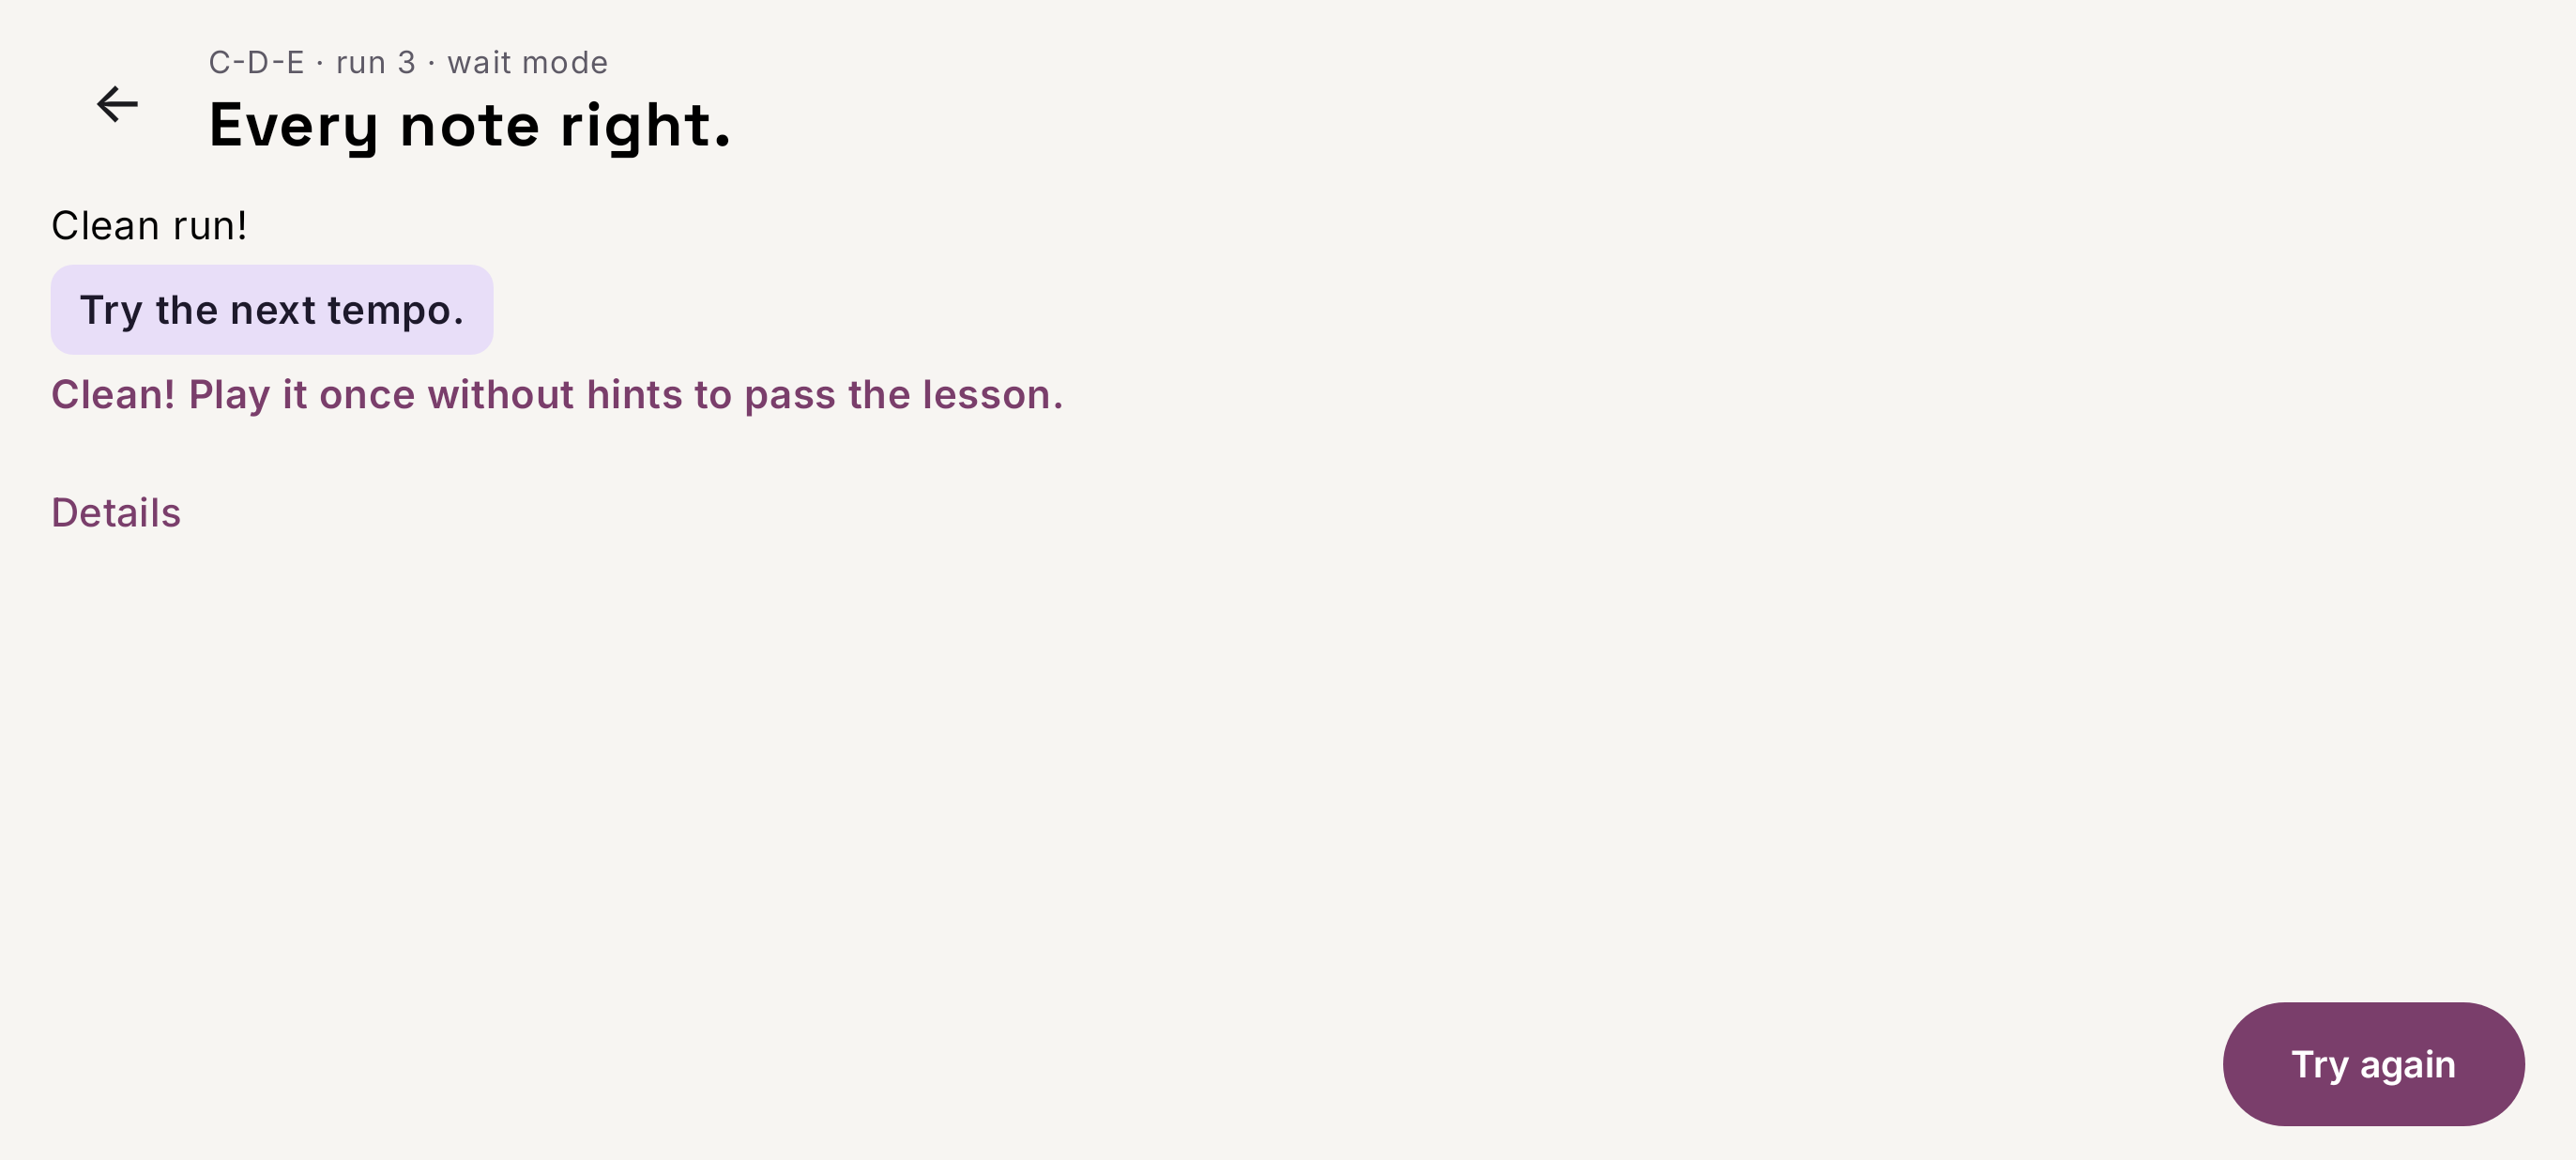 C-D-E · run 3 · wait mode
Every note right.
Clean run!
Try the next tempo.
Clean! Play it once without hints to pass the lesson.
Details
Try again